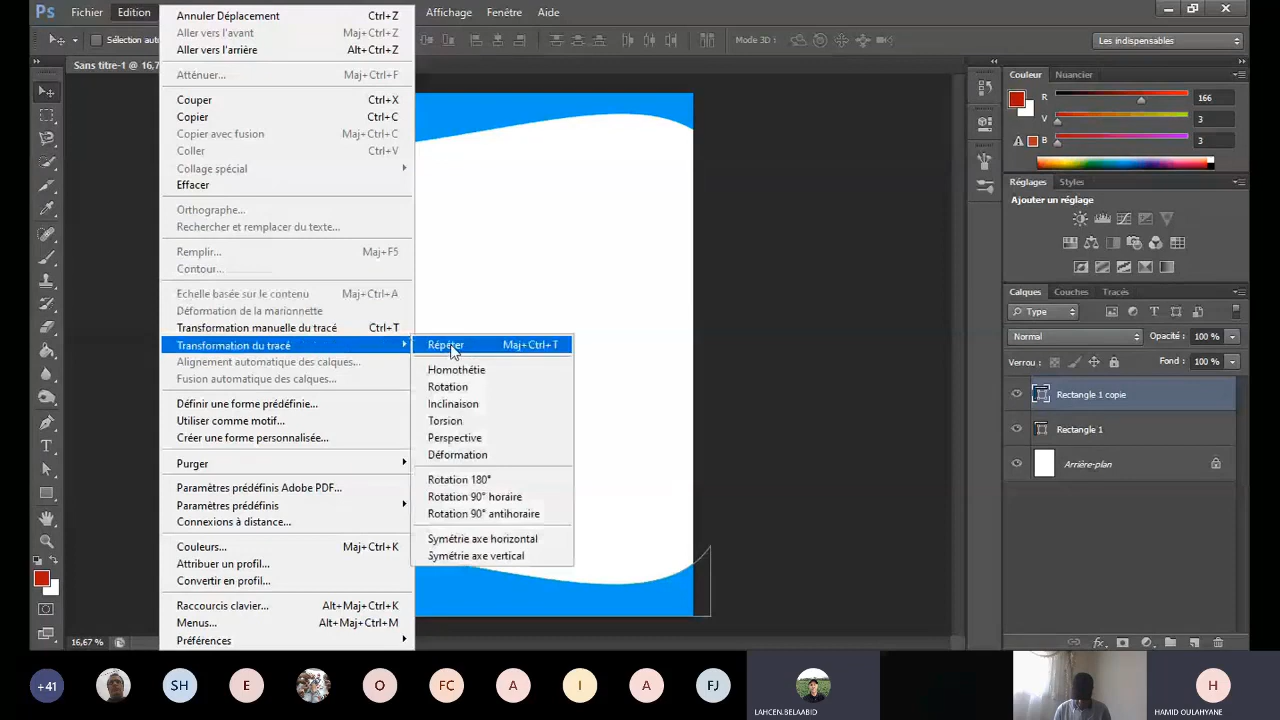 Ps Fichier Edition Affichage Fenêtre Aide
Sélection auto
Mode 3D :
Les indispensables
Sans titre-1 @ 16,7
Annuler Déplacement Ctrl+Z
Aller vers l'avant Maj+Ctrl+Z
Aller vers l'arrière Alt+Ctrl+Z
Atténuer... Maj+Ctrl+F
Couper Ctrl+X
Copier Ctrl+C
Copier avec fusion Maj+Ctrl+C
Coller Ctrl+V
Collage spécial
Effacer
Orthographe...
Rechercher et remplacer du texte...
Remplir... Maj+F5
Contour...
Echelle basée sur le contenu Maj+Ctrl+A
Déformation de la marionnette
Transformation manuelle du tracé Ctrl+T
Transformation du tracé
Alignement automatique des calques...
Fusion automatique des calques...
Définir une forme prédéfinie...
Utiliser comme motif...
Créer une forme personnalisée...
Purger
Paramètres prédéfinis Adobe PDF...
Paramètres prédéfinis
Connexions à distance...
Couleurs... Maj+Ctrl+K
Attribuer un profil...
Convertir en profil...
Raccourcis clavier... Alt+Maj+Ctrl+K
Menus... Alt+Maj+Ctrl+M
Préférences
Répéter Maj+Ctrl+T
Homothétie
Rotation
Inclinaison
Torsion
Perspective
Déformation
Rotation 180°
Rotation 90° horaire
Rotation 90° antihoraire
Symétrie axe horizontal
Symétrie axe vertical
Couleur Nuancier
R 166
V 3
B 3
Réglages Styles
Ajouter un réglage
Calques Couches Tracés
Type
Normal Opacité : 100 %
Verrou : Fond : 100 %
Rectangle 1 copie
Rectangle 1
Arrière-plan
fx
T
16,67 %
+41 SH E O FC A I A FJ H
LAHCEN.BELAABID
HAMID OULAHYANE